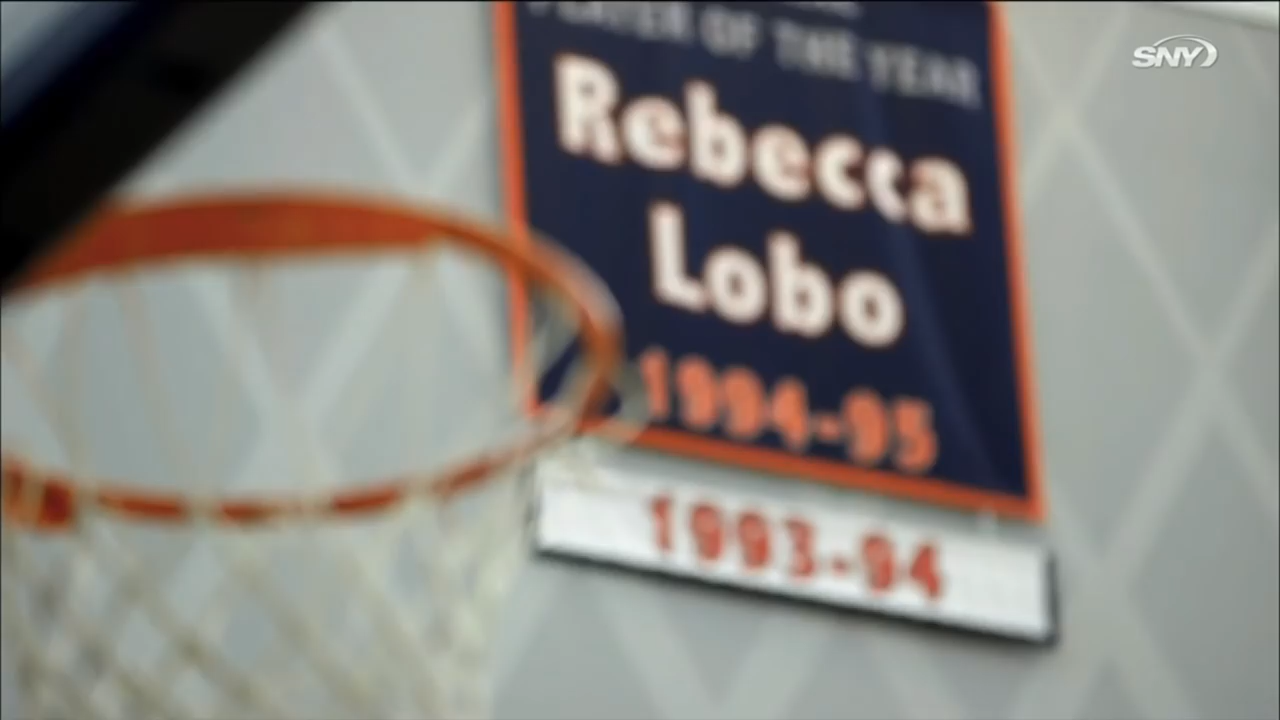 PLAYER OF THE YEAR
Rebecca
Lobo
1994-95
1993-94
SNY